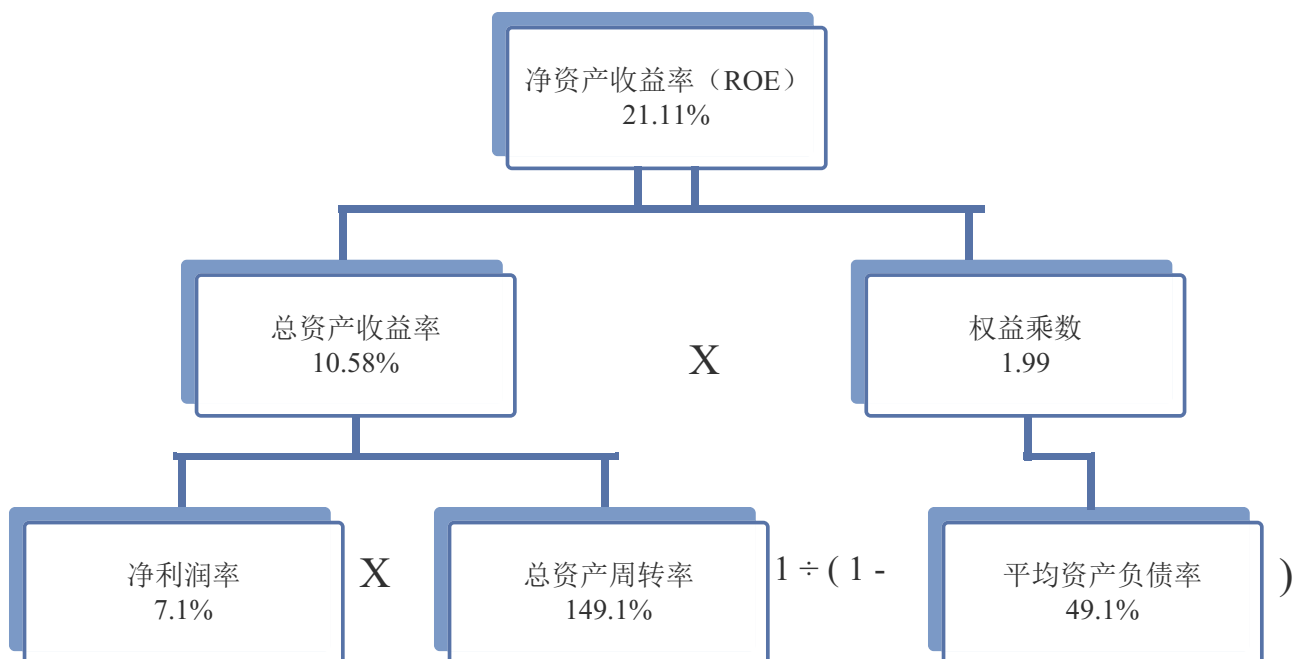 净资产收益率（ROE）
21.11%
总资产收益率
10.58%
X
权益乘数
1.99
净利润率
7.1%
X
总资产周转率
149.1%
1 ÷ ( 1 -
平均资产负债率
49.1%
)